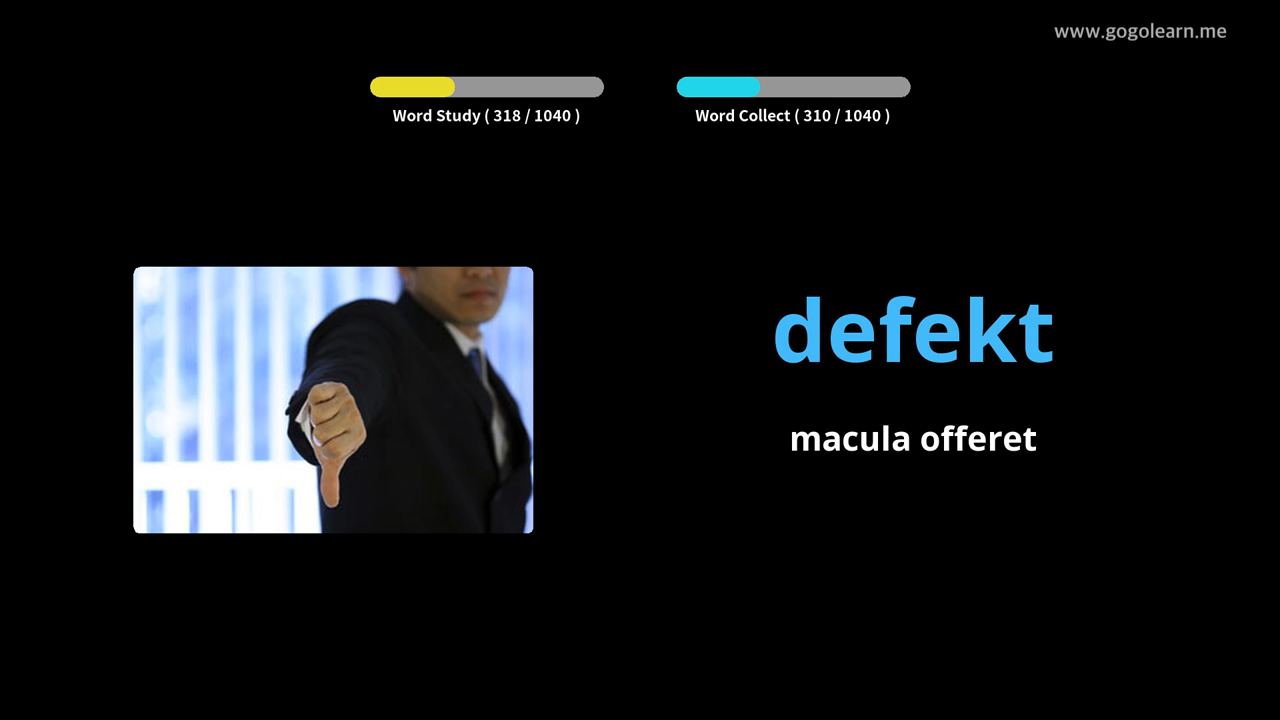 www.gogolearn.me
Word Study ( 318 / 1040 )
Word Collect ( 310 / 1040 )
defekt
macula offeret